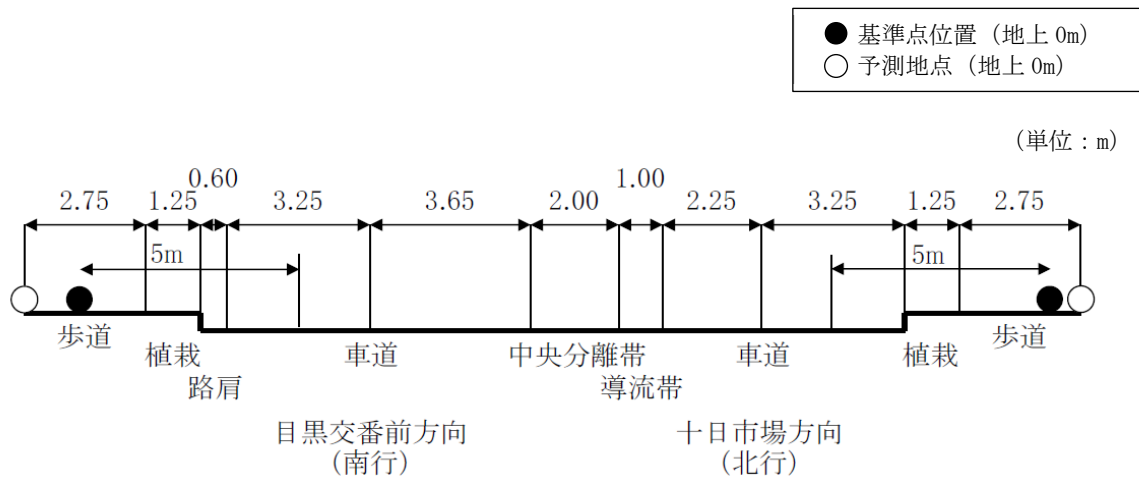 ● 基準点位置 (地上 0m)
○ 予測地点 (地上 0m)
(単位:m)
0.60 1.00
2.75 1.25 3.25 3.65 2.00 2.25 3.25 1.25 2.75
5m 5m
歩道 植栽 車道 中央分離帯 車道 植栽 歩道
路肩 導流帯
目黒交番前方向 十日市場方向
(南行) (北行)